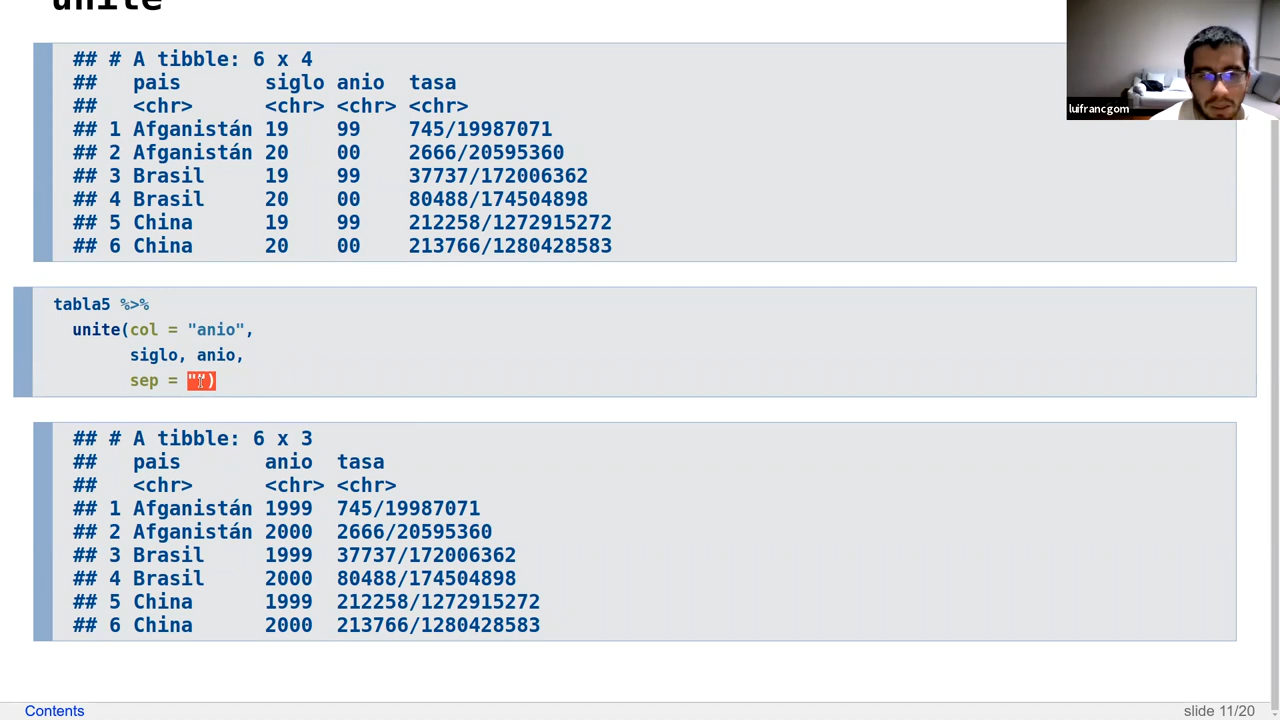 unite
## # A tibble: 6 x 4
##   pais       siglo anio  tasa
##   <chr>      <chr> <chr> <chr>
## 1 Afganistán 19    99    745/19987071
## 2 Afganistán 20    00    2666/20595360
## 3 Brasil     19    99    37737/172006362
## 4 Brasil     20    00    80488/174504898
## 5 China      19    99    212258/1272915272
## 6 China      20    00    213766/1280428583
luifrancgom
tabla5 %>%
unite(col = "anio",
siglo, anio,
sep = "")
## # A tibble: 6 x 3
##   pais       anio  tasa
##   <chr>      <chr> <chr>
## 1 Afganistán 1999  745/19987071
## 2 Afganistán 2000  2666/20595360
## 3 Brasil     1999  37737/172006362
## 4 Brasil     2000  80488/174504898
## 5 China      1999  212258/1272915272
## 6 China      2000  213766/1280428583
Contents
slide 11/20